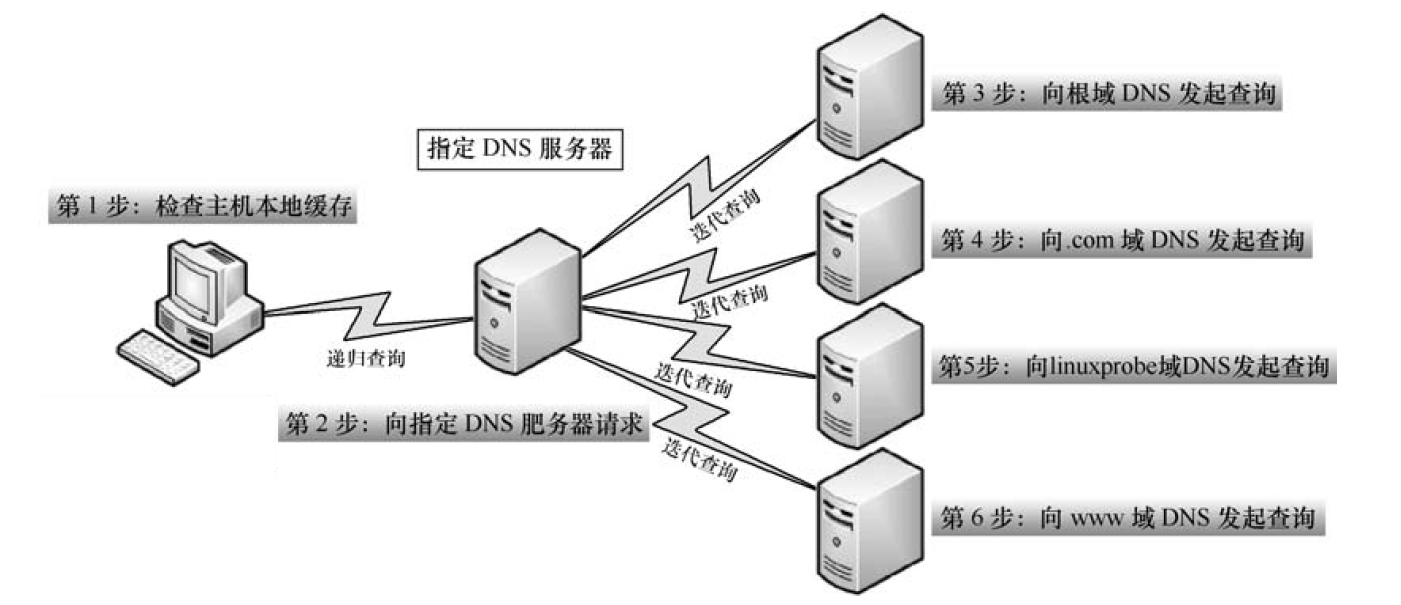 第 3 步：向根域 DNS 发起查询
指定 DNS 服务器
第 1 步：检查主机本地缓存
迭代查询
第 4 步：向.com 域 DNS 发起查询
迭代查询
递归查询
第5步：向linuxprobe域DNS发起查询
迭代查询
第 2 步：向指定 DNS 肥务器请求
迭代查询
第 6 步：向 www 域 DNS 发起查询